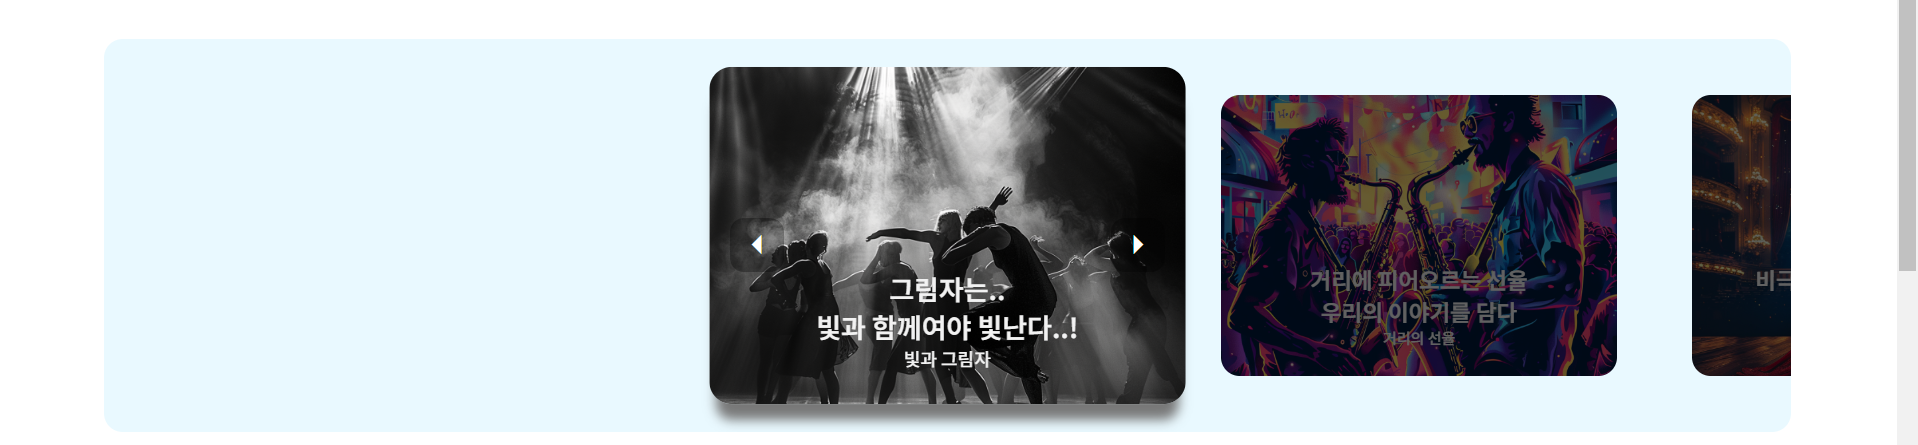 그림자는..
빛과 함께여야 빛난다..!
빛과 그림자
거리에 피어오르는 선율
우리의 이야기를 담다
거리의 선율
비극